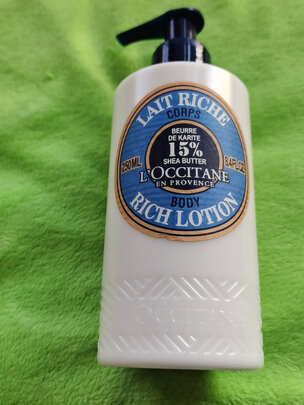 LAIT RICHE
CORPS
BEURRE
DE KARITE
15%
SHEA BUTTER
250ML
8.4FL.OZ
L'OCCITANE
EN PROVENCE
BODY
RICH LOTION
L'OCCITANE